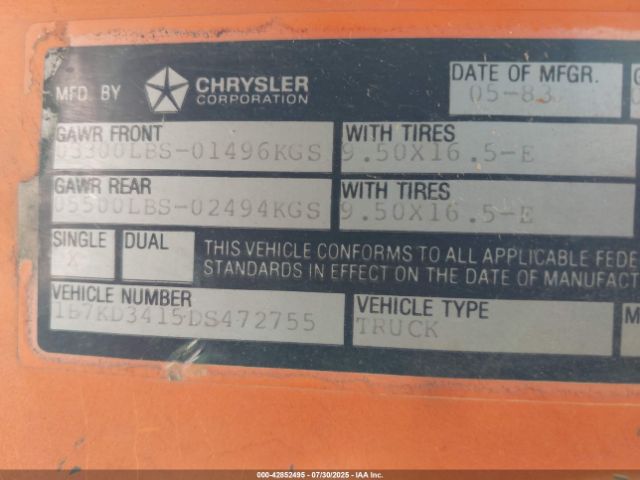 MFD. BY CHRYSLER CORPORATION
DATE OF MFGR.
05-83
GAWR FRONT WITH TIRES
03300LBS-01496KGS 9.50X16.5-E
GAWR REAR WITH TIRES
05500LBS-02494KGS 9.50X16.5-E
SINGLE DUAL
X
THIS VEHICLE CONFORMS TO ALL APPLICABLE FEDE
STANDARDS IN EFFECT ON THE DATE OF MANUFACT
VEHICLE NUMBER VEHICLE TYPE M
1B7KD3415DS472755 TRUCK
000-42852495 - 07/30/2025 - IAA Inc.